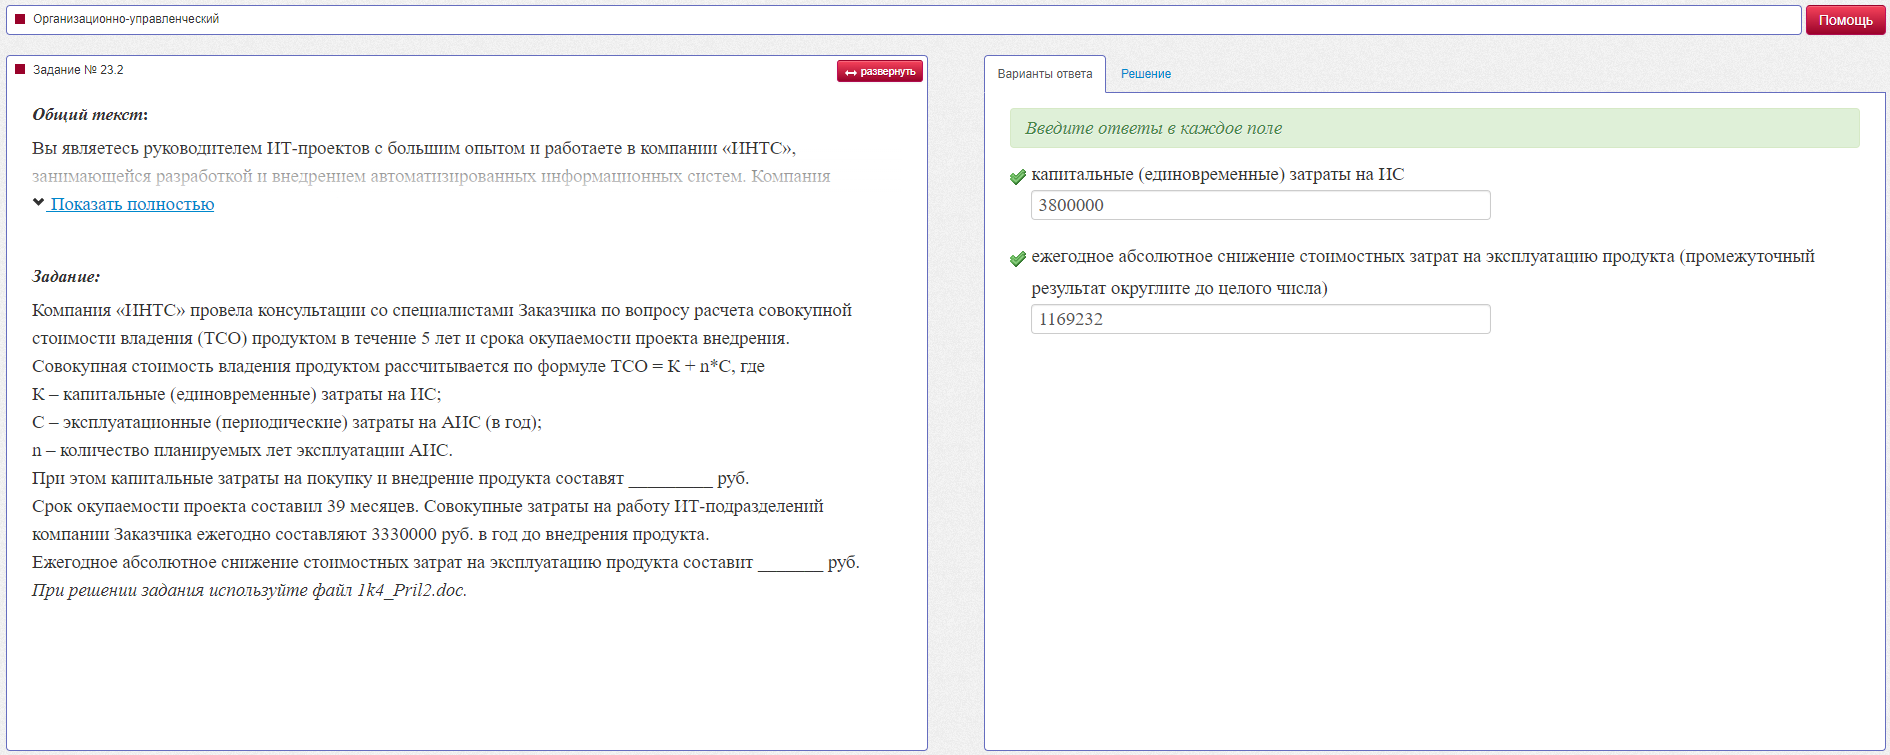 Организационно-управленческий
Помощь
Задание № 23.2
развернуть
Общий текст:
Вы являетесь руководителем ИТ-проектов с большим опытом и работаете в компании «ИНТС»,
занимающейся разработкой и внедрением автоматизированных информационных систем. Компания
Показать полностью
Задание:
Компания «ИНТС» провела консультации со специалистами Заказчика по вопросу расчета совокупной
стоимости владения (ТСО) продуктом в течение 5 лет и срока окупаемости проекта внедрения.
Совокупная стоимость владения продуктом рассчитывается по формуле ТСО = К + n*С, где
К – капитальные (единовременные) затраты на ИС;
С – эксплуатационные (периодические) затраты на АИС (в год);
n – количество планируемых лет эксплуатации АИС.
При этом капитальные затраты на покупку и внедрение продукта составят _________ руб.
Срок окупаемости проекта составил 39 месяцев. Совокупные затраты на работу ИТ-подразделений
компании Заказчика ежегодно составляют 3330000 руб. в год до внедрения продукта.
Ежегодное абсолютное снижение стоимостных затрат на эксплуатацию продукта составит _______ руб.
При решении задания используйте файл 1k4_Pril2.doc.
Варианты ответа
Решение
Введите ответы в каждое поле
капитальные (единовременные) затраты на ИС
3800000
ежегодное абсолютное снижение стоимостных затрат на эксплуатацию продукта (промежуточный
результат округлите до целого числа)
1169232